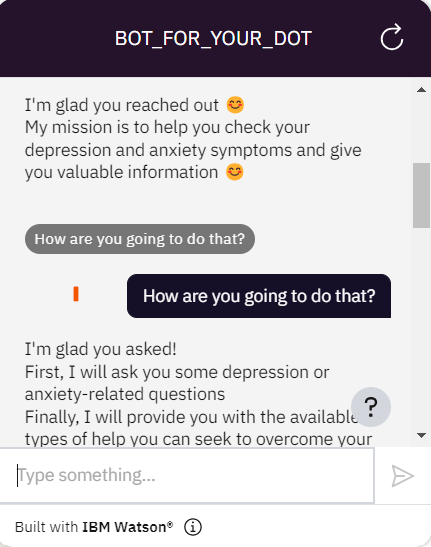 BOT_FOR_YOUR_DOT
I'm glad you reached out 😊
My mission is to help you check your
depression and anxiety symptoms and give
you valuable information 😊
How are you going to do that?
How are you going to do that?
I'm glad you asked!
First, I will ask you some depression or
anxiety-related questions
Finally, I will provide you with the available
?
types of help you can seek to overcome your
Type something...
Built with IBM Watson®